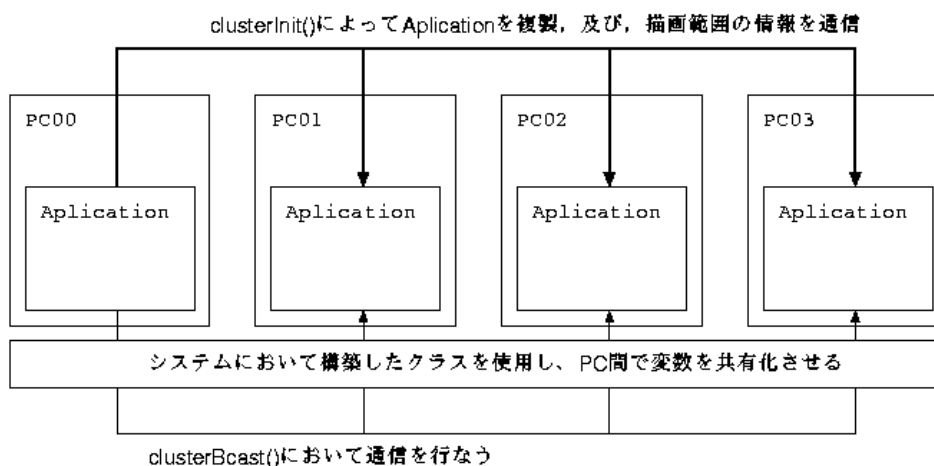 clusterInit()によってAplicationを複製，及び，描画範囲の情報を通信
PC00 PC01 PC02 PC03
Aplication Aplication Aplication Aplication
システムにおいて構築したクラスを使用し、PC間で変数を共有化させる
clusterBcast()において通信を行なう